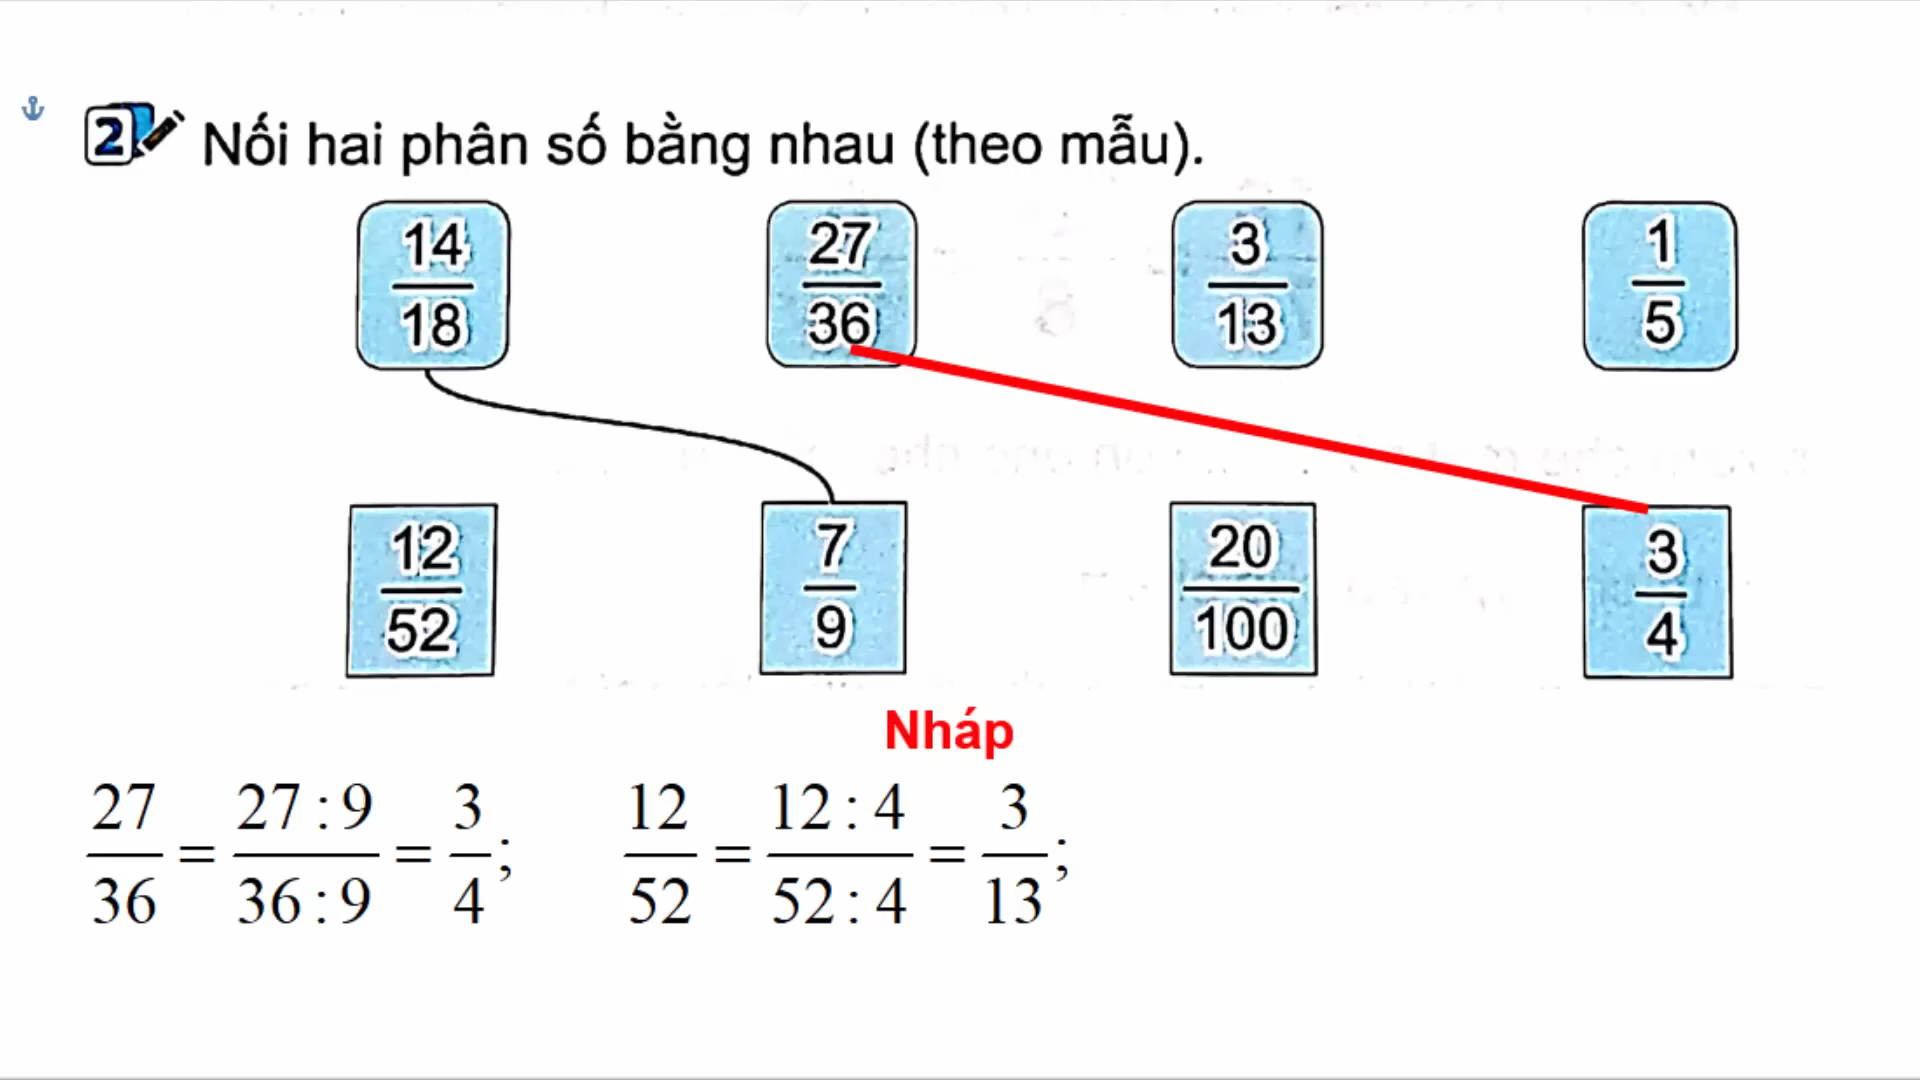 2 Nối hai phân số bằng nhau (theo mẫu).
14/18 27/36 3/13 1/5
12/52 7/9 20/100 3/4
Nháp
27/36 = 27 : 9/36 : 9 = 3/4; 12/52 = 12 : 4/52 : 4 = 3/13;